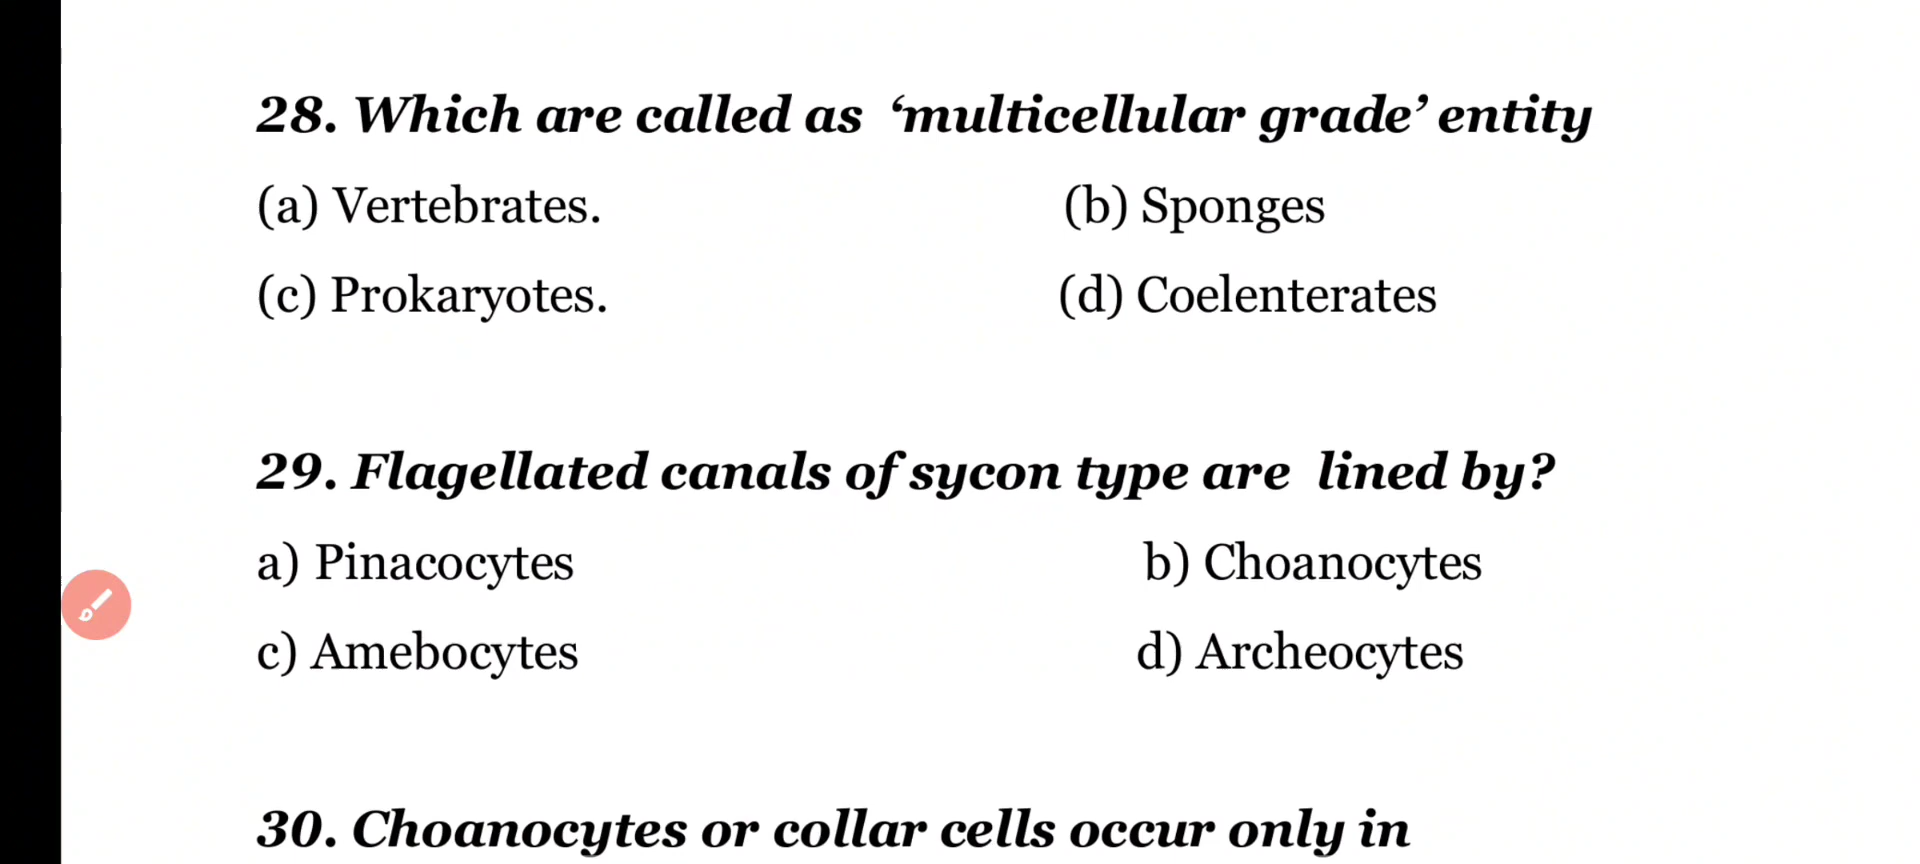 28. Which are called as ‘multicellular grade’ entity
(a) Vertebrates. (b) Sponges
(c) Prokaryotes. (d) Coelenterates
29. Flagellated canals of sycon type are lined by?
a) Pinacocytes b) Choanocytes
c) Amebocytes d) Archeocytes
30. Choanocytes or collar cells occur only in